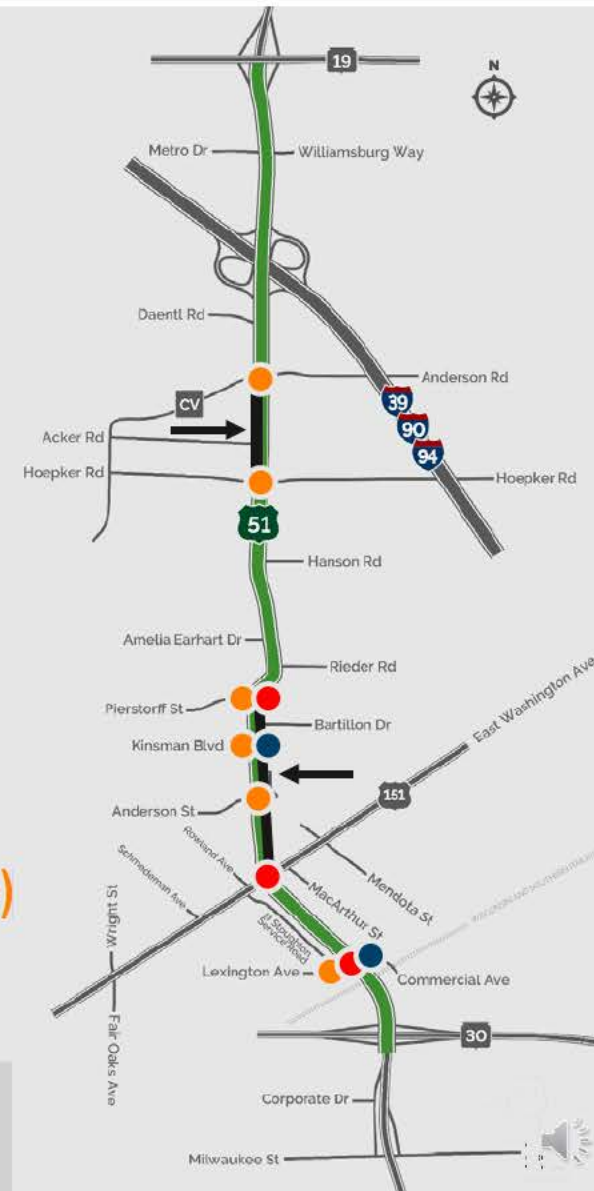 19
N
Metro Dr
Williamsburg Way
Daentl Rd
Anderson Rd
CV
39
90
94
Acker Rd
Hoepker Rd
Hoepker Rd
51
Hanson Rd
Amelia Earhart Dr
Rieder Rd
Pierstorff St
Bartillon Dr
East Washington Ave
Kinsman Blvd
151
Anderson St
Rowland Ave
Schmedeman Ave
Mendota St
MacArthur St
)
Wright St
N Stoughton
Service Road
Lexington Ave
Commercial Ave
30
Fair Oaks Ave
Corporate Dr
Milwaukee St